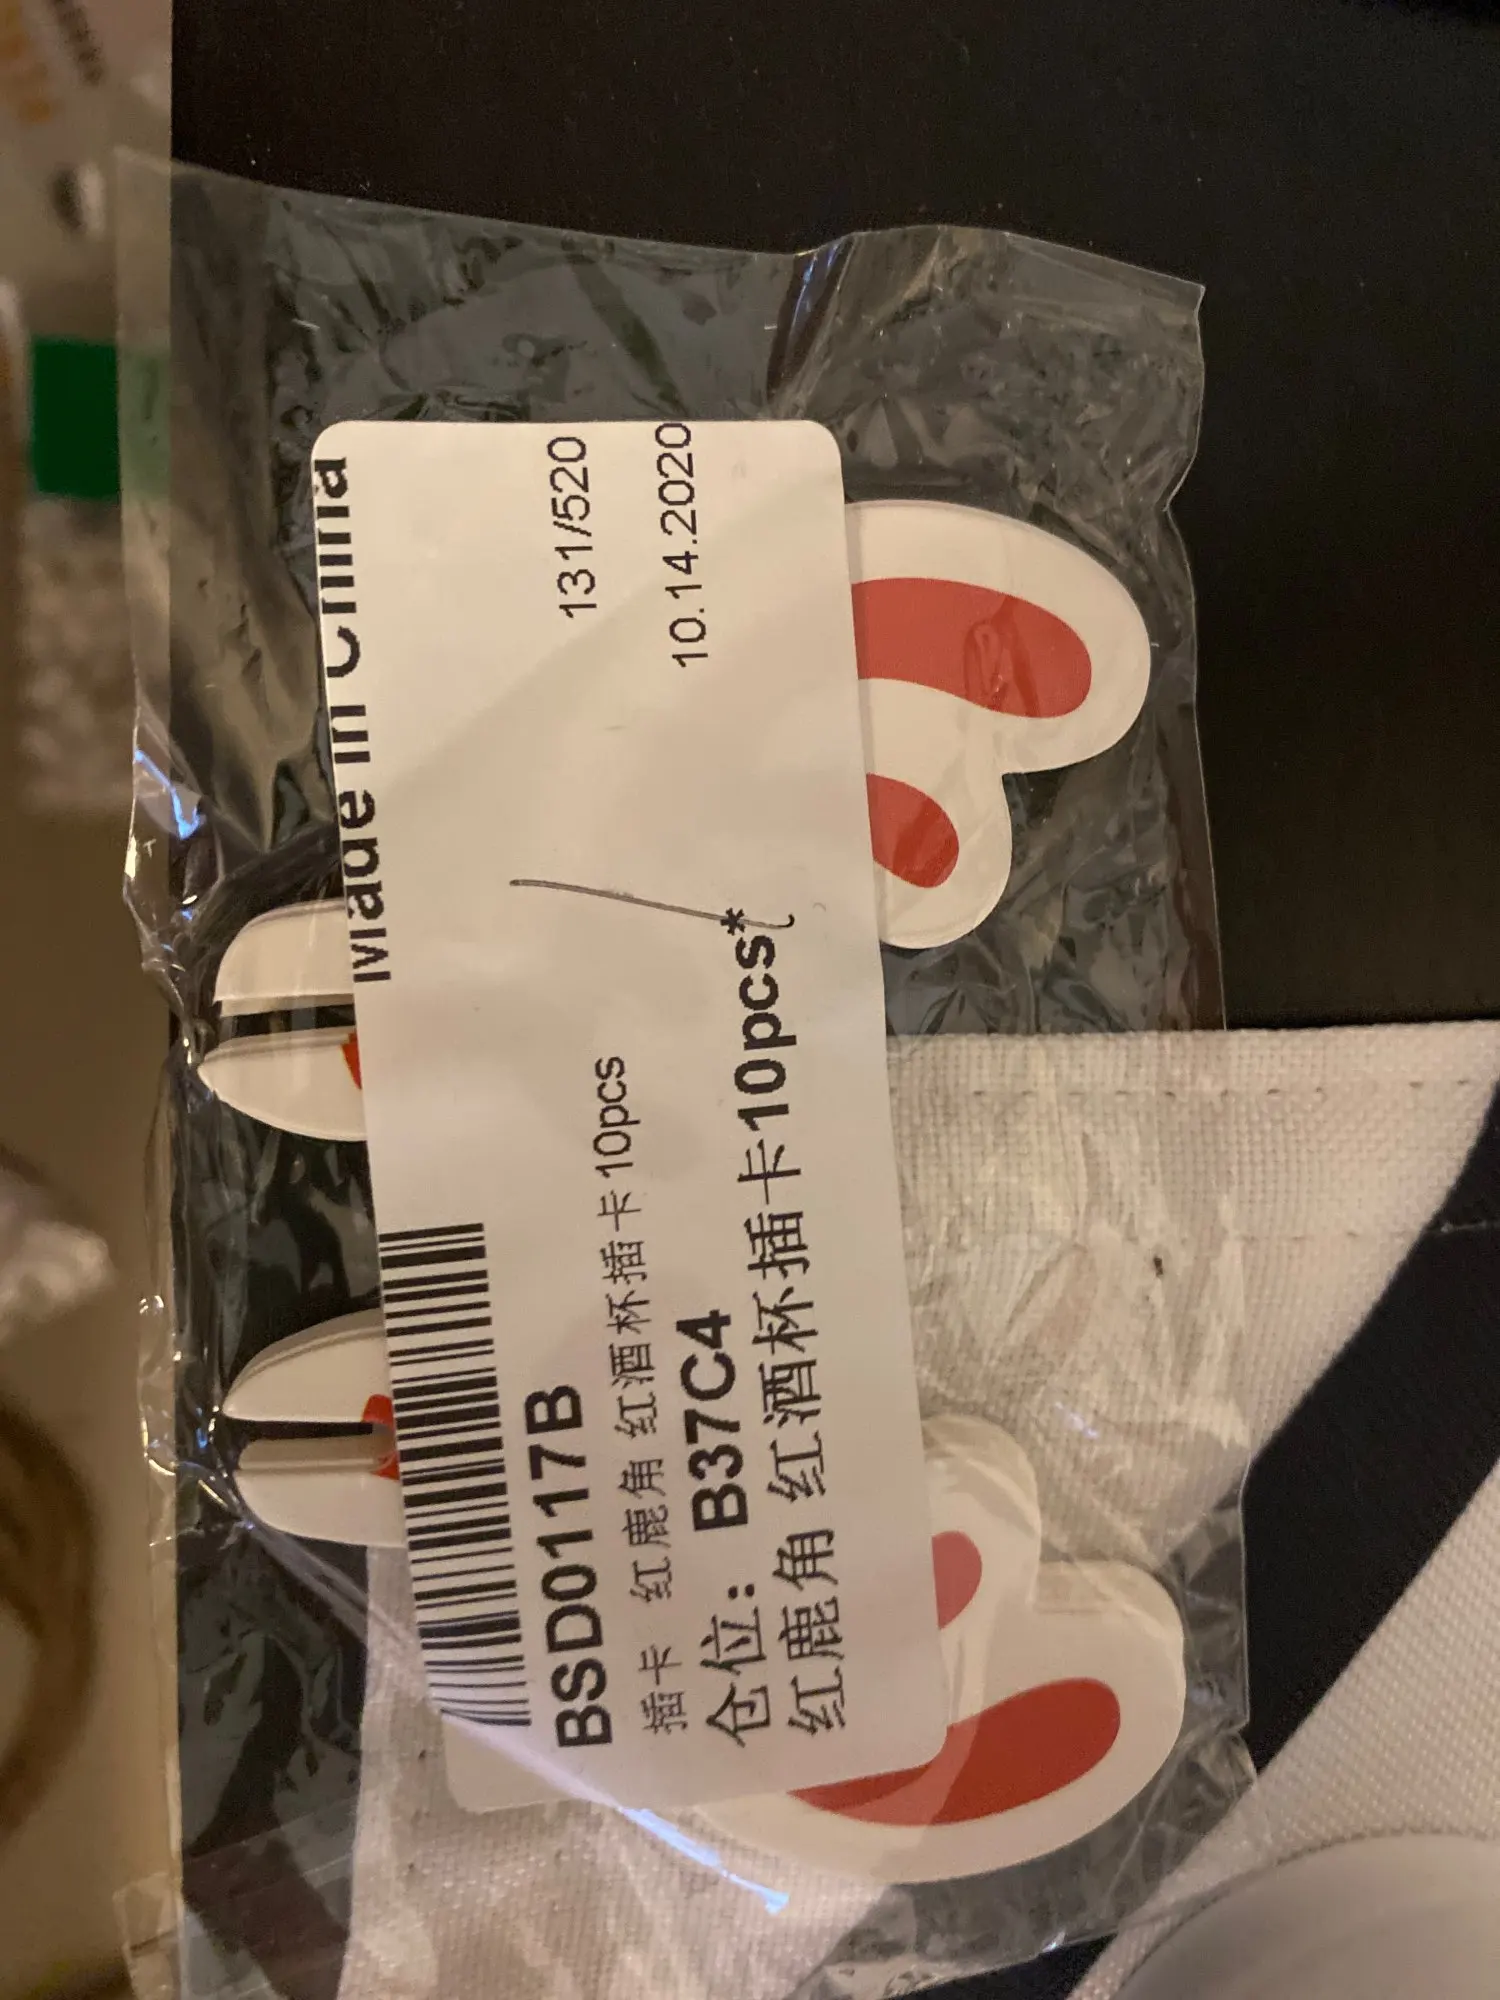 Made in China
BSD0117B
131/520
插卡 红鹿角 红酒杯插卡10pcs
10.14.2020
仓位: B37C4
红鹿角 红酒杯插卡10pcs*